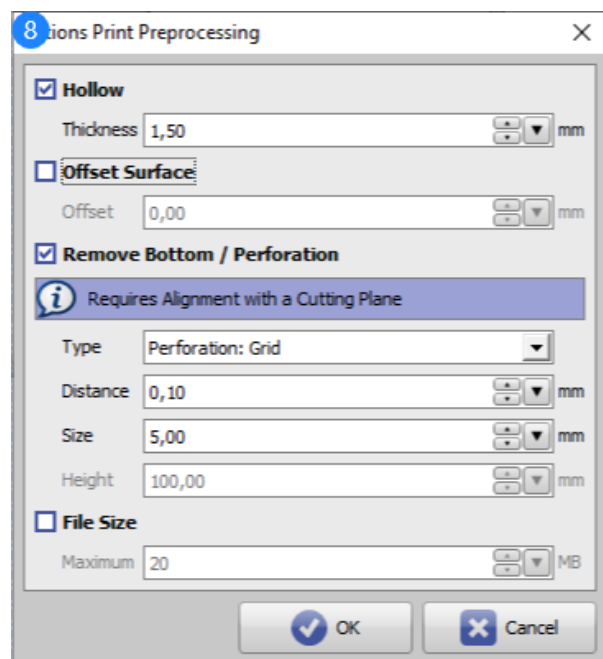 8
tions Print Preprocessing
Hollow
Thickness 1,50 mm
Offset Surface
Offset 0,00 mm
Remove Bottom / Perforation
Requires Alignment with a Cutting Plane
Type Perforation: Grid
Distance 0,10 mm
Size 5,00 mm
Height 100,00 mm
File Size
Maximum 20 MB
OK Cancel